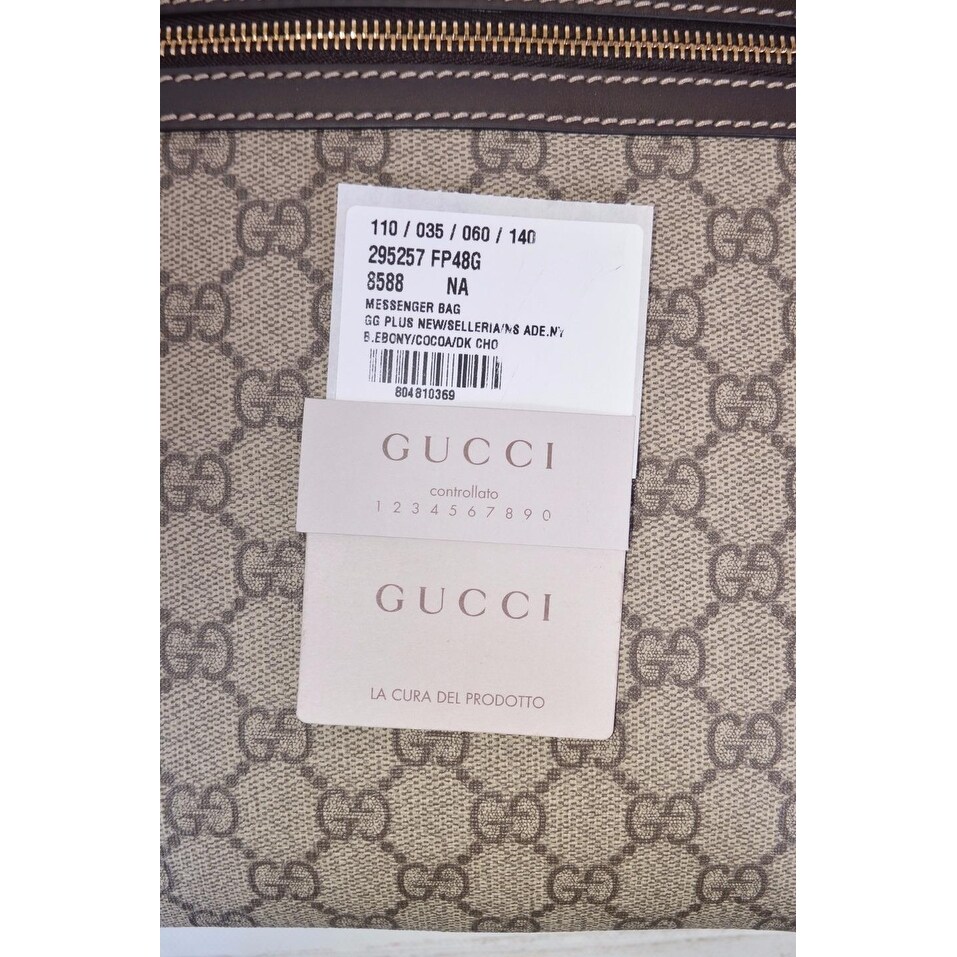 110 / 035 / 060 / 140
295257 FP48G
8588 NA
MESSENGER BAG
GG PLUS NEW/SELLERIA/MS ADE.NY
B.EBONY/COCOA/DK CHO
804810369
GUCCI
controllato
1 2 3 4 5 6 7 8 9 0
GUCCI
LA CURA DEL PRODOTTO